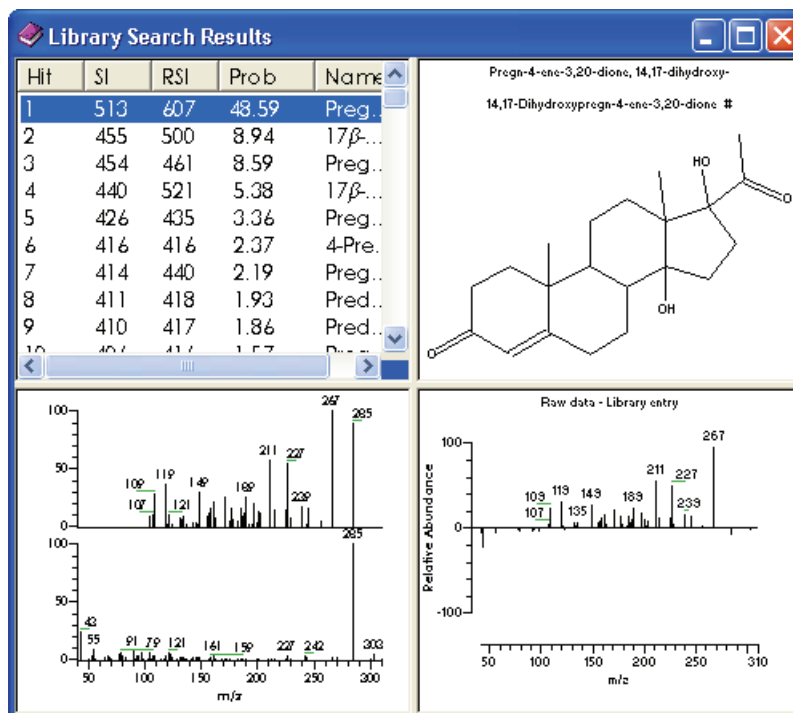 Library Search Results
Hit SI RSI Prob Name
1 513 607 48.59 Preg...
2 455 500 8.94 17β-...
3 454 461 8.59 Preg...
4 440 521 5.38 17β-...
5 426 435 3.36 Preg...
6 416 416 2.37 4-Pre.
7 414 440 2.19 Preg...
8 411 418 1.93 Pred...
9 410 417 1.86 Pred...
Pregn-4-ene-3,20-dione, 14,17-dihydroxy-
14,17-Dihydroxypregn-4-ene-3,20-dione #
HO
O
OH
O
267
100 285
211 227
50 109 119 149 189
107 121 239
0
100 285
50
43
55 91 79 121 161 159 227 242 303
0
50 100 150 200 250 300
m/z
Raw data - Library entry
267
100
211 227
109 119 149 189 239
107 135
0
-100
Relative Abundance
50 100 150 200 250 310
m/z